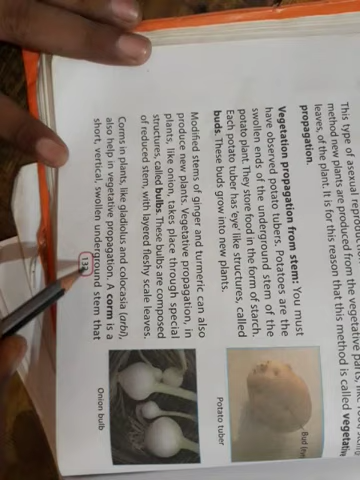 This type of asexual reproduction
method new plants are produced from the vegetative parts, like
leaves, of the plant. It is for this reason that this method is called vegetative
propagation.
Vegetation propagation from stem: You must
have observed potato tubers. Potatoes are the
swollen ends of the underground stem of the
potato plant. They store food in the form of starch.
Each potato tuber has 'eye' like structures, called
buds. These buds grow into new plants.
Bud (eye
Potato tuber
Modified stems of ginger and turmeric can also
produce new plants. Vegetative propagation, in
plants, like onion, takes place through special
structures, called bulbs. These bulbs are composed
of reduced stem, with layered fleshy scale leaves.
Onion bulb
Corms in plants, like gladiolus and colocasia (arbi),
also help in vegetative propagation. A corm is a
short, vertical, swollen underground stem that